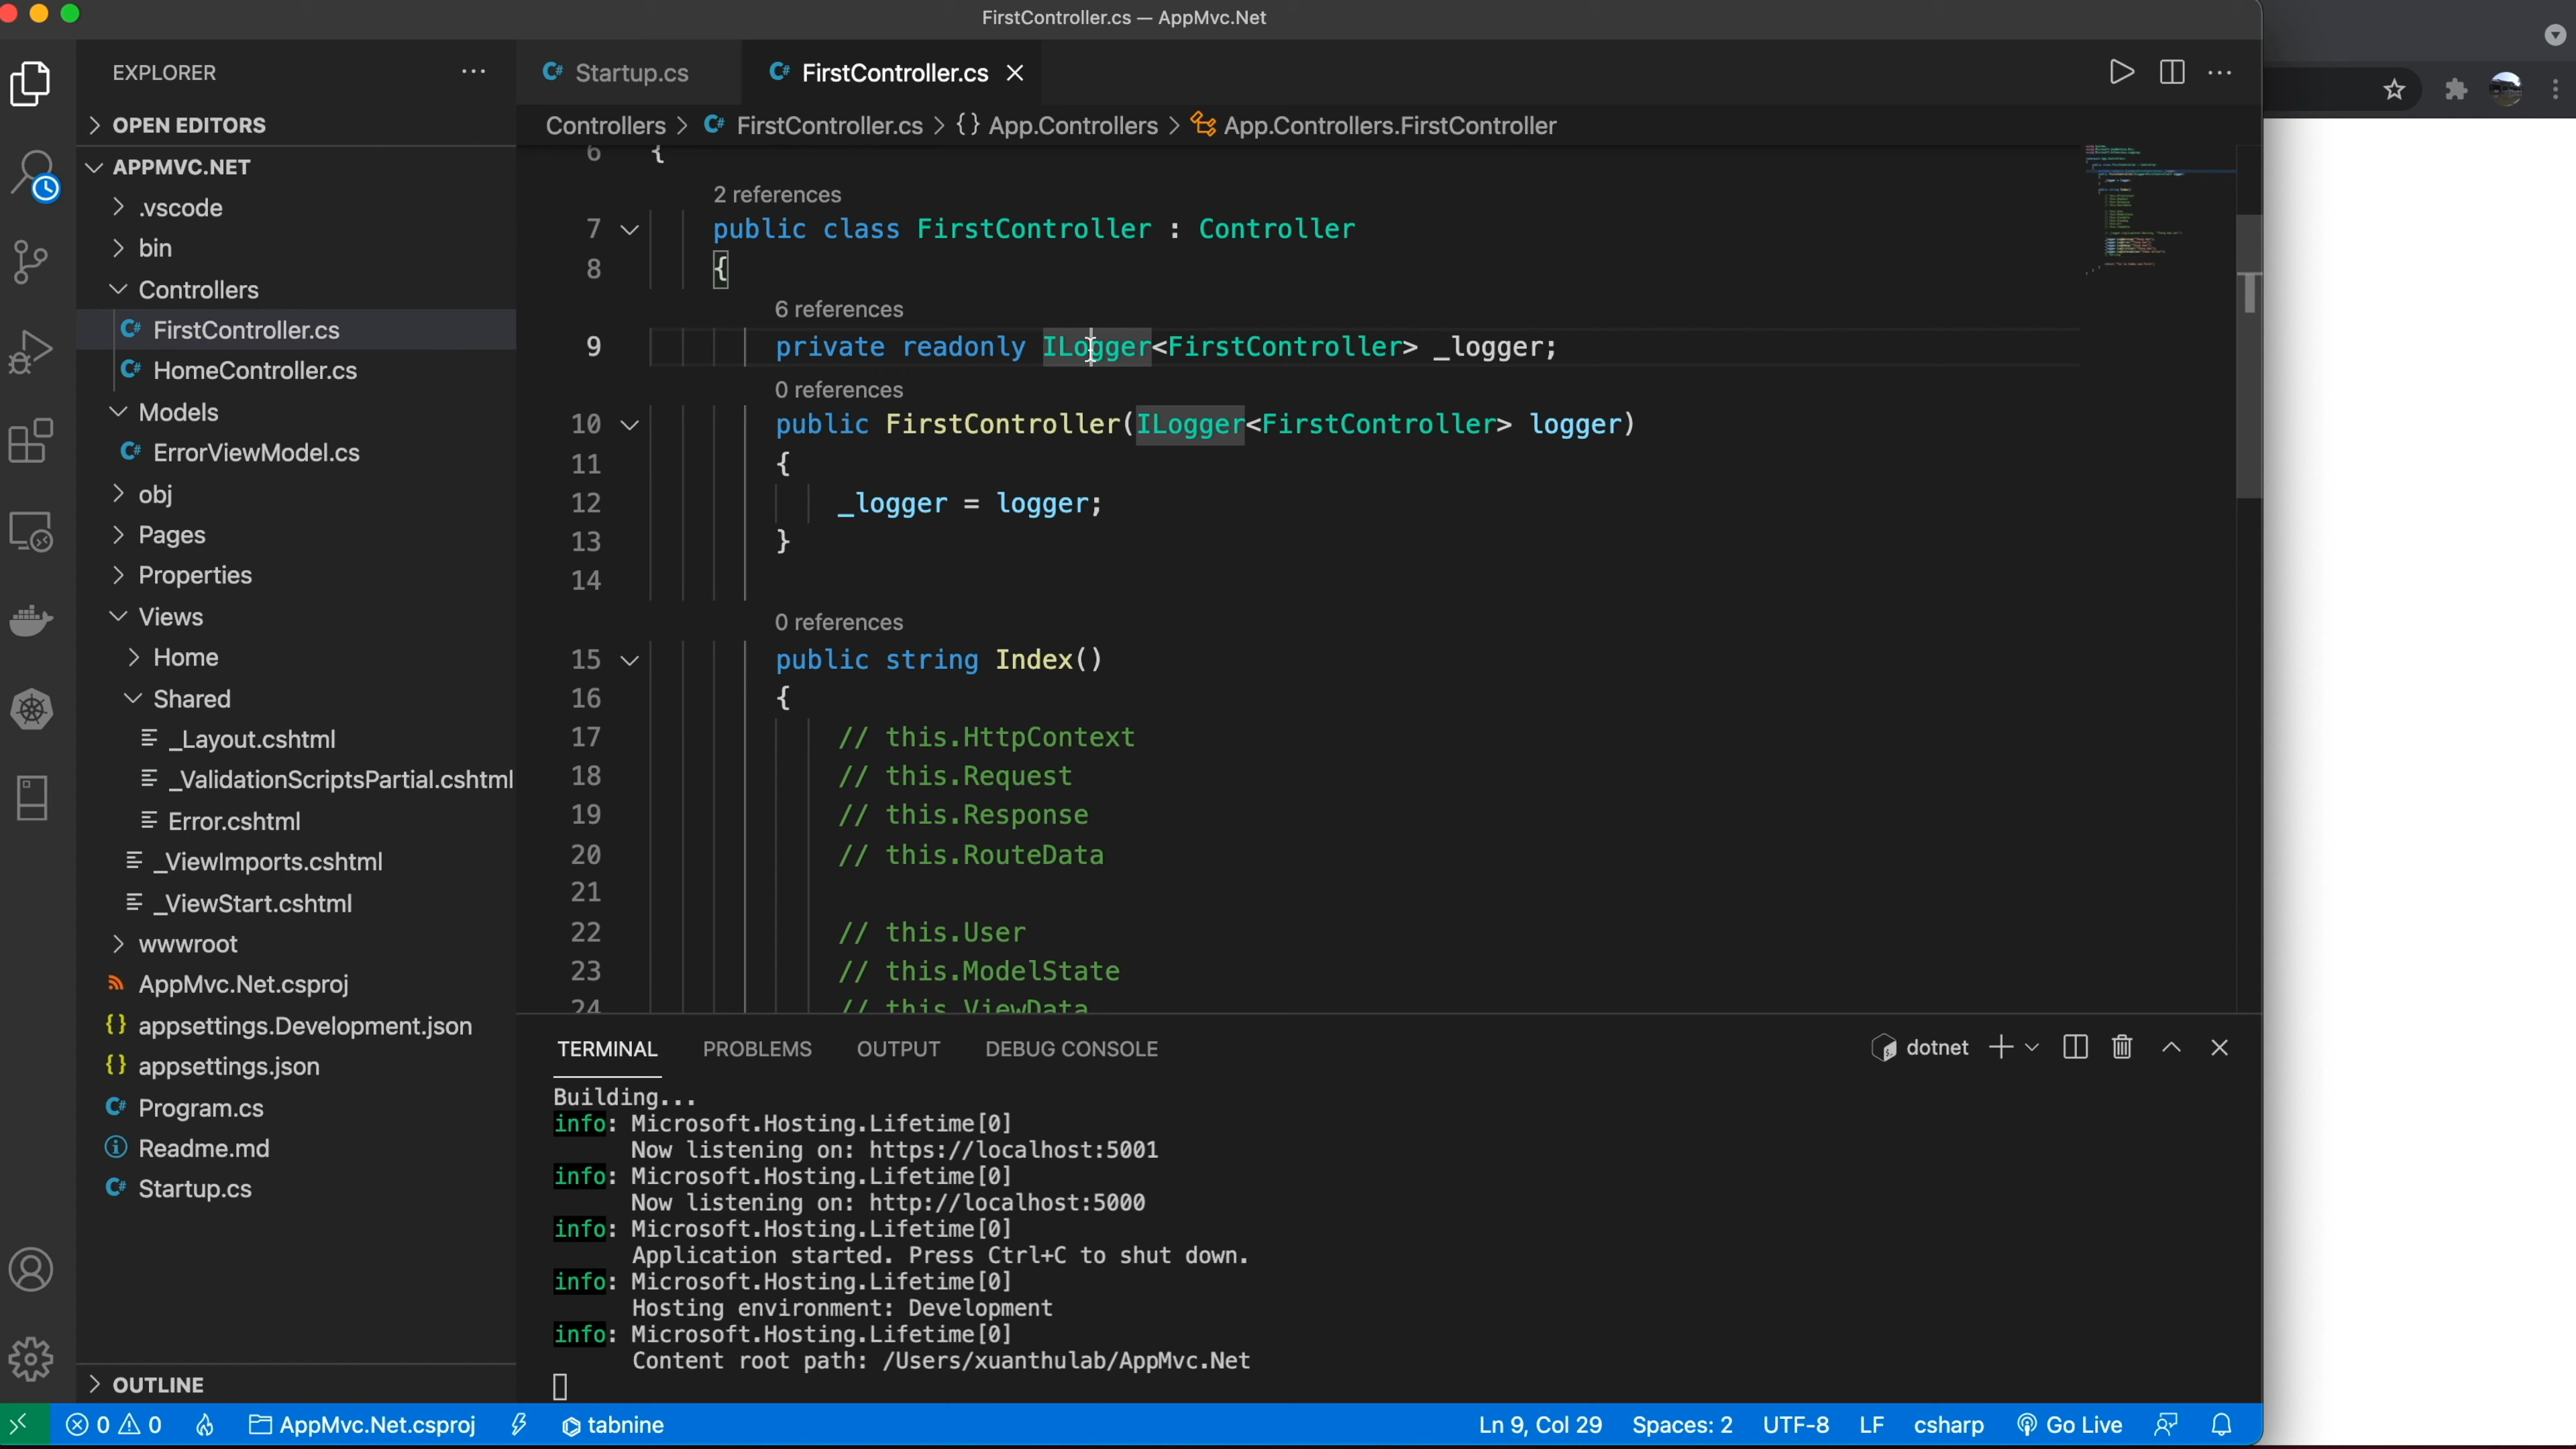 FirstController.cs — AppMvc.Net
EXPLORER
OPEN EDITORS
APPMVC.NET
.vscode
bin
Controllers
FirstController.cs
HomeController.cs
Models
ErrorViewModel.cs
obj
Pages
Properties
Views
Home
Shared
_Layout.cshtml
_ValidationScriptsPartial.cshtml
Error.cshtml
_ViewImports.cshtml
_ViewStart.cshtml
wwwroot
AppMvc.Net.csproj
appsettings.Development.json
appsettings.json
Program.cs
Readme.md
Startup.cs
OUTLINE
Startup.cs
FirstController.cs
Controllers > FirstController.cs > {} App.Controllers > App.Controllers.FirstController
6 {
2 references
7 public class FirstController : Controller
8 {
6 references
9 private readonly ILogger<FirstController> _logger;
0 references
10 public FirstController(ILogger<FirstController> logger)
11 {
12 _logger = logger;
13 }
14
0 references
15 public string Index()
16 {
17 // this.HttpContext
18 // this.Request
19 // this.Response
20 // this.RouteData
21
22 // this.User
23 // this.ModelState
24 // this.ViewData
TERMINAL PROBLEMS OUTPUT DEBUG CONSOLE
dotnet
Building...
info: Microsoft.Hosting.Lifetime[0]
Now listening on: https://localhost:5001
info: Microsoft.Hosting.Lifetime[0]
Now listening on: http://localhost:5000
info: Microsoft.Hosting.Lifetime[0]
Application started. Press Ctrl+C to shut down.
info: Microsoft.Hosting.Lifetime[0]
Hosting environment: Development
info: Microsoft.Hosting.Lifetime[0]
Content root path: /Users/xuanthulab/AppMvc.Net
0 0 AppMvc.Net.csproj tabnine Ln 9, Col 29 Spaces: 2 UTF-8 LF csharp Go Live